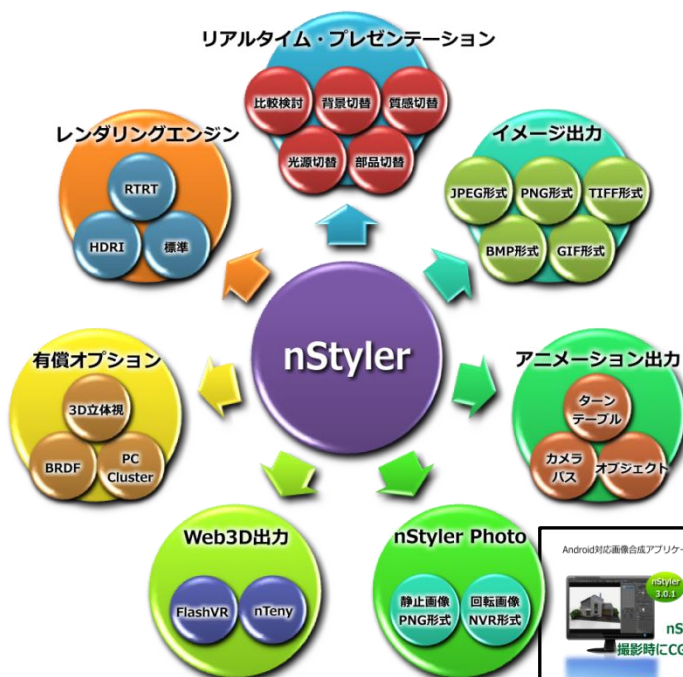 リアルタイム・プレゼンテーション
比較検討
背景切替
質感切替
光源切替
部品切替
レンダリングエンジン
RTRT
HDRI
標準
イメージ出力
JPEG形式
PNG形式
TIFF形式
BMP形式
GIF形式
nStyler
有償オプション
3D立体視
BRDF
PC
Cluster
アニメーション出力
ターン
テーブル
カメラ
パス
オブジェクト
Web3D出力
FlashVR
nTeny
nStyler Photo
静止画像
PNG形式
回転画像
NVR形式
Android対応画像合成アプリケー
nStyler
3.0.1
nS
撮影時にCG